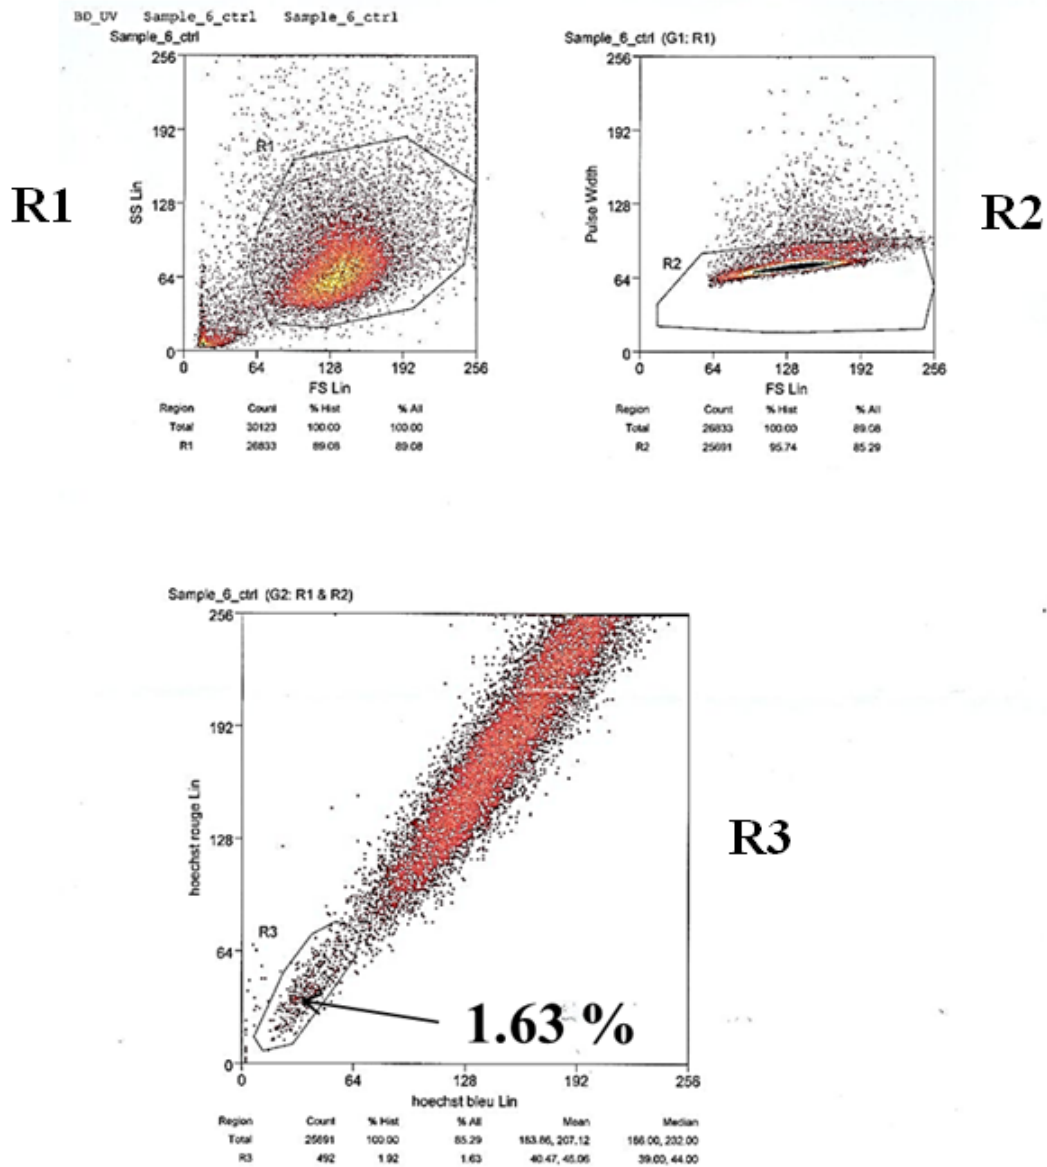 BD_UV Sample_6_ctrl Sample_6_ctrl
Sample_6_ctrl
256
192
128
64
0
SS Lin
R1
0 64 128 192 256
FS Lin
Region Count % Hist % All
Total 30123 100.00 100.00
R1 26833 89.08 89.08
R1
Sample_6_ctrl (G1: R1)
256
192
128
64
0
Pulse Width
R2
0 64 128 192 256
FS Lin
Region Count % Hist % All
Total 26833 100.00 89.08
R2 25691 95.74 85.29
R2
Sample_6_ctrl (G2: R1 & R2)
256
192
128
64
0
hoechst rouge Lin
R3
1.63 %
0 64 128 192 256
hoechst bleu Lin
Region Count % Hist % All Mean Median
Total 25691 100.00 85.29 183.86, 207.12 186.00, 232.00
R3 492 1.92 1.63 40.47, 45.06 39.00, 44.00
R3